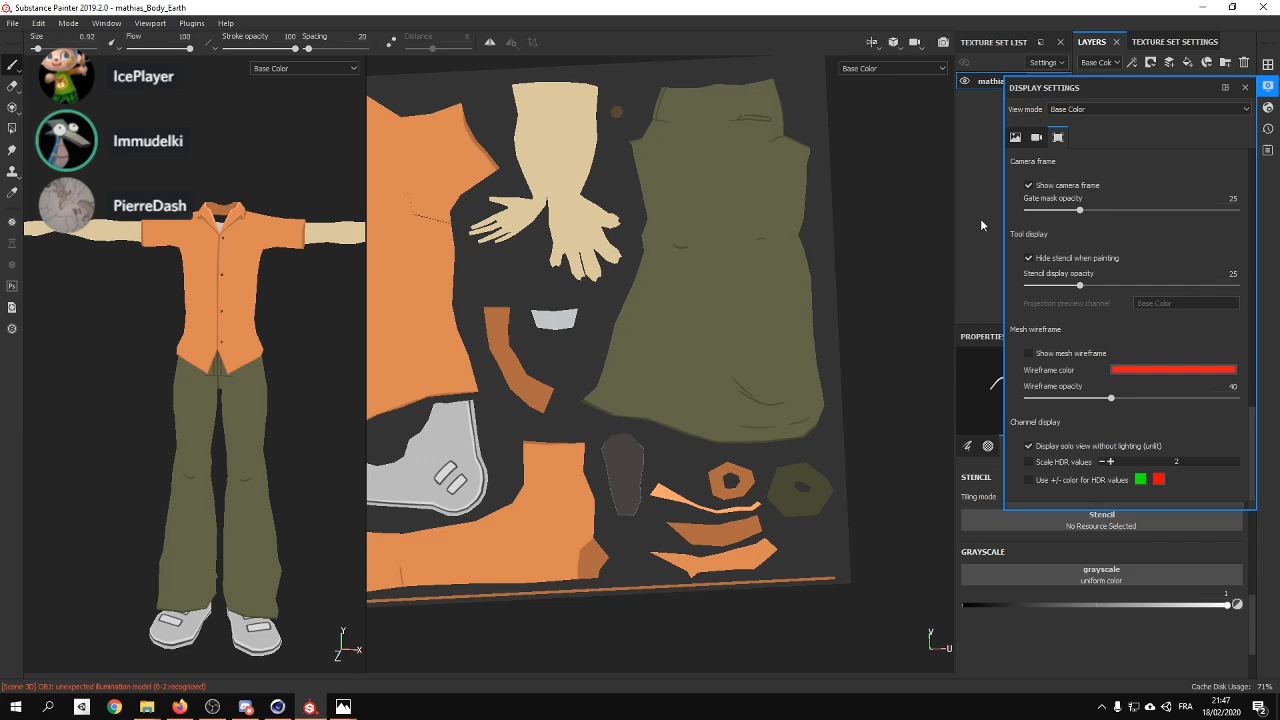 Substance Painter 2019.2.0 - mathias_Body_Earth
File Edit Mode Window Viewport Plugins Help
Size 0.92 Flow 100 Stroke opacity 100 Spacing 20 Distance 8
TEXTURE SET LIST
LAYERS
TEXTURE SET SETTINGS
IcePlayer
Base Color
Base Color
Settings
Base Col
mathia
DISPLAY SETTINGS
View mode Base Color
Immudelki
Camera frame
Show camera frame
Gate mask opacity 25
PierreDash
Tool display
Hide stencil when painting
Stencil display opacity 25
Projection preview channel Base Color
Mesh wireframe
PROPERTIES
Show mesh wireframe
Wireframe color
Wireframe opacity 40
Channel display
Display solo view without lighting (unlit)
Scale HDR values 2
Use +/- color for HDR values
STENCIL
Tiling mode
Stencil
No Resource Selected
GRAYSCALE
grayscale
uniform color
1
Y
X
Z
V
U
[Scene 3D] OBJ: unexpected illumination model (0-2 recognized)
Cache Disk Usage: 71%
FRA
21:47
18/02/2020
2